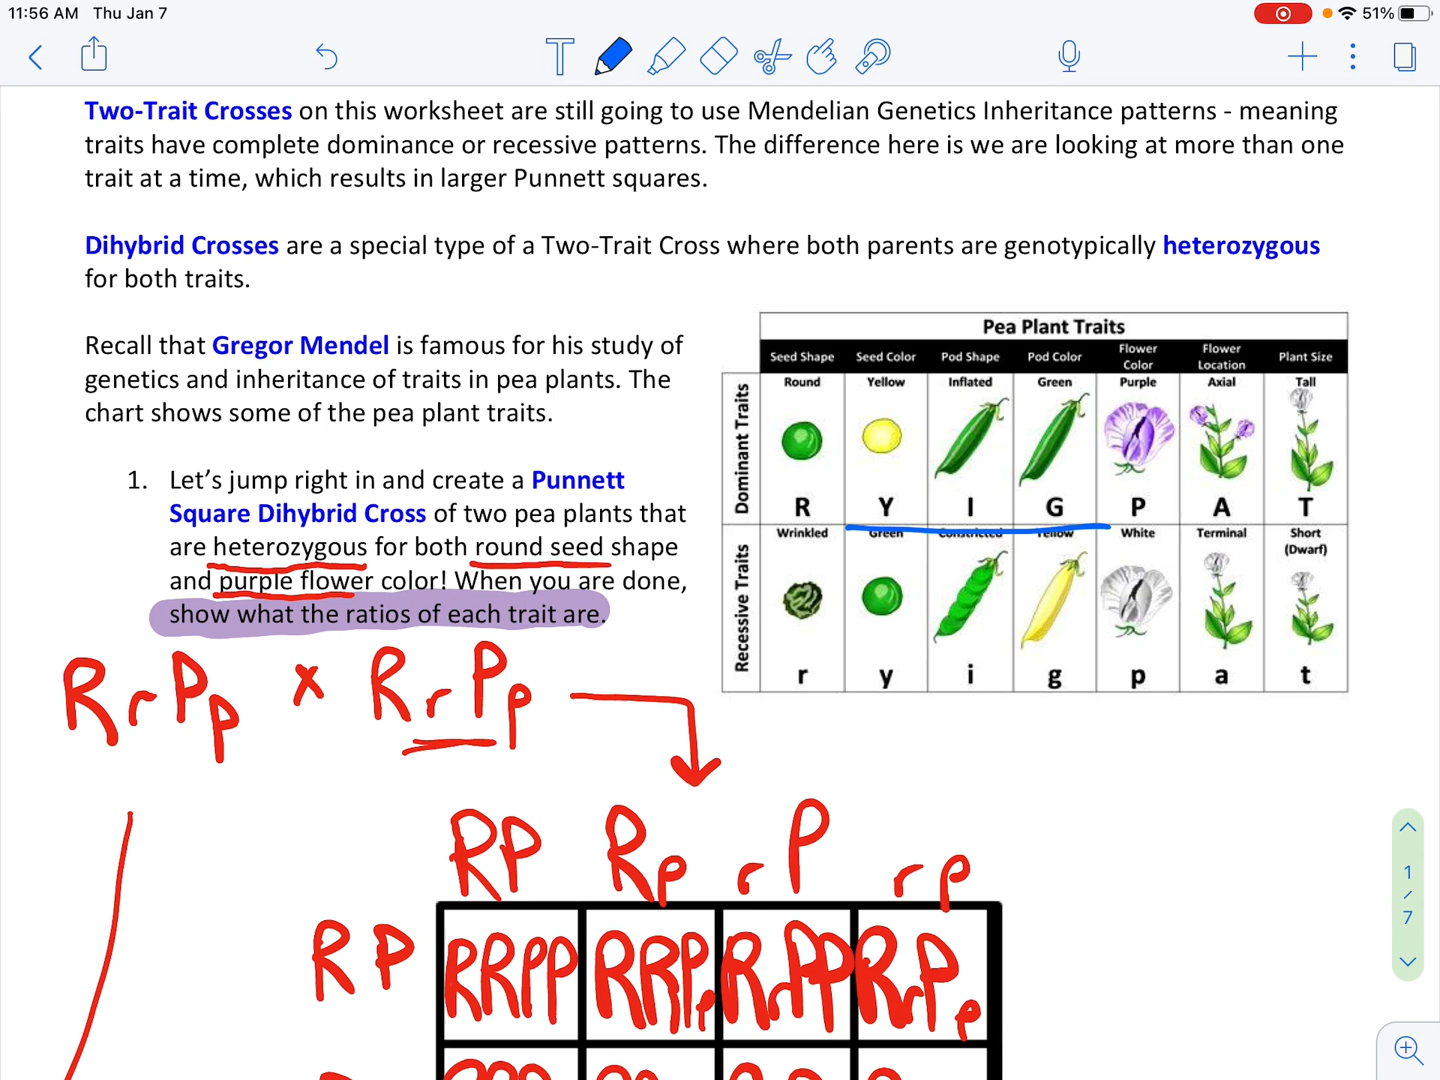 11:56 AM Thu Jan 7
51%
Two-Trait Crosses on this worksheet are still going to use Mendelian Genetics Inheritance patterns - meaning
traits have complete dominance or recessive patterns. The difference here is we are looking at more than one
trait at a time, which results in larger Punnett squares.
Dihybrid Crosses are a special type of a Two-Trait Cross where both parents are genotypically heterozygous
for both traits.
Recall that Gregor Mendel is famous for his study of
genetics and inheritance of traits in pea plants. The
chart shows some of the pea plant traits.
1. Let's jump right in and create a Punnett
Square Dihybrid Cross of two pea plants that
are heterozygous for both round seed shape
and purple flower color! When you are done,
show what the ratios of each trait are.
Pea Plant Traits
Seed Shape Seed Color Pod Shape Pod Color Flower Color Flower Location Plant Size
Dominant Traits
Round Yellow Inflated Green Purple Axial Tall
R Y I G P A T
Recessive Traits
Wrinkled Green Constricted Yellow White Terminal Short (Dwarf)
r y i g p a t
RrPp x RrPp
RP Rp rP rp
RP RRPP RRPp RrPP RrPp
1
/
7